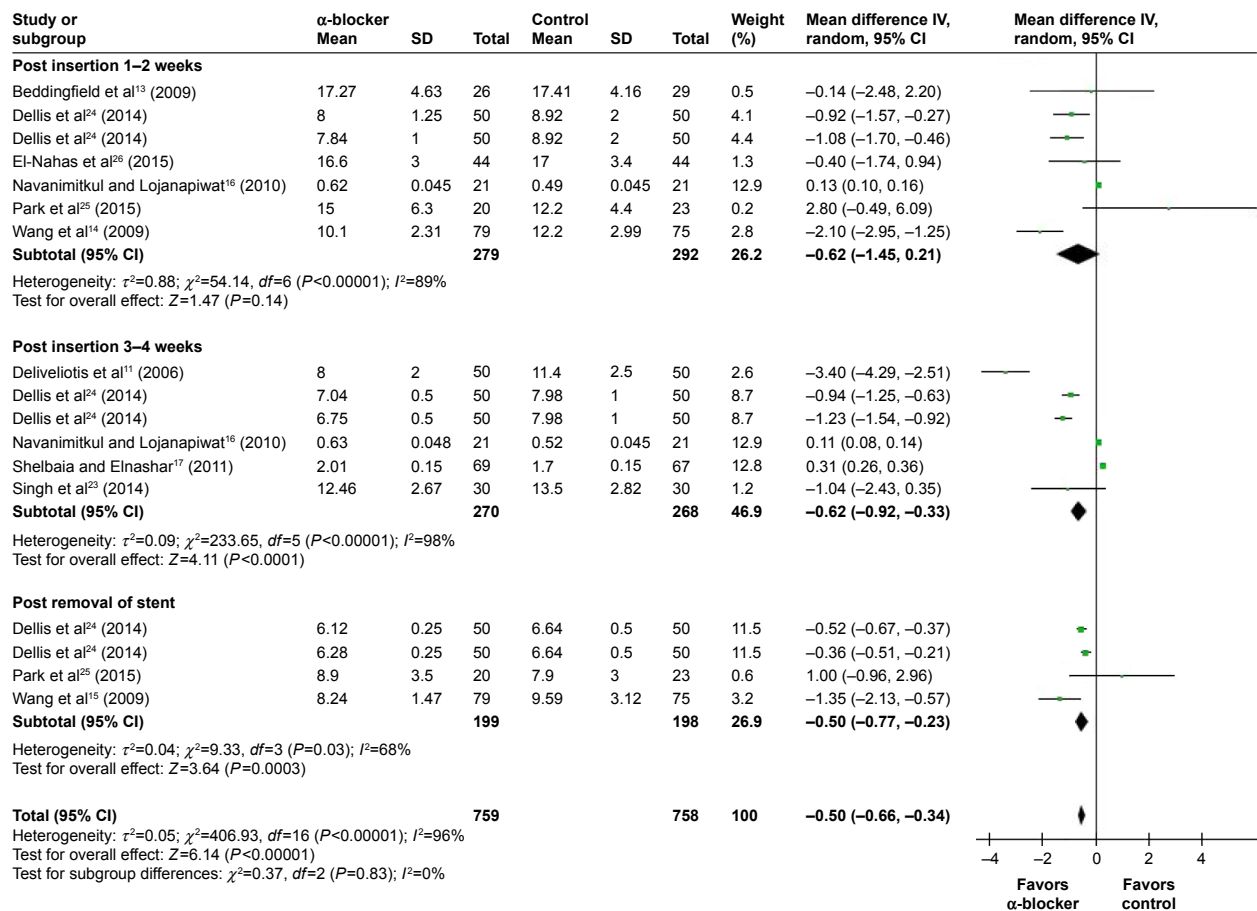 Study or subgroup α-blocker Control Weight (%) Mean difference IV, random, 95% CI Mean difference IV, random, 95% CI
Mean SD Total Mean SD Total
Post insertion 1–2 weeks
Beddingfield et al¹³ (2009) 17.27 4.63 26 17.41 4.16 29 0.5 –0.14 (–2.48, 2.20)
Dellis et al²⁴ (2014) 8 1.25 50 8.92 2 50 4.1 –0.92 (–1.57, –0.27)
Dellis et al²⁴ (2014) 7.84 1 50 8.92 2 50 4.4 –1.08 (–1.70, –0.46)
El-Nahas et al²⁶ (2015) 16.6 3 44 17 3.4 44 1.3 –0.40 (–1.74, 0.94)
Navanimitkul and Lojanapiwat¹⁶ (2010) 0.62 0.045 21 0.49 0.045 21 12.9 0.13 (0.10, 0.16)
Park et al²⁵ (2015) 15 6.3 20 12.2 4.4 23 0.2 2.80 (–0.49, 6.09)
Wang et al¹⁴ (2009) 10.1 2.31 79 12.2 2.99 75 2.8 –2.10 (–2.95, –1.25)
Subtotal (95% CI) 279 292 26.2 –0.62 (–1.45, 0.21)
Heterogeneity: τ²=0.88; χ²=54.14, df=6 (P<0.00001); I²=89%
Test for overall effect: Z=1.47 (P=0.14)
Post insertion 3–4 weeks
Deliveliotis et al¹¹ (2006) 8 2 50 11.4 2.5 50 2.6 –3.40 (–4.29, –2.51)
Dellis et al²⁴ (2014) 7.04 0.5 50 7.98 1 50 8.7 –0.94 (–1.25, –0.63)
Dellis et al²⁴ (2014) 6.75 0.5 50 7.98 1 50 8.7 –1.23 (–1.54, –0.92)
Navanimitkul and Lojanapiwat¹⁶ (2010) 0.63 0.048 21 0.52 0.045 21 12.9 0.11 (0.08, 0.14)
Shelbaia and Elnashar¹⁷ (2011) 2.01 0.15 69 1.7 0.15 67 12.8 0.31 (0.26, 0.36)
Singh et al²³ (2014) 12.46 2.67 30 13.5 2.82 30 1.2 –1.04 (–2.43, 0.35)
Subtotal (95% CI) 270 268 46.9 –0.62 (–0.92, –0.33)
Heterogeneity: τ²=0.09; χ²=233.65, df=5 (P<0.00001); I²=98%
Test for overall effect: Z=4.11 (P<0.0001)
Post removal of stent
Dellis et al²⁴ (2014) 6.12 0.25 50 6.64 0.5 50 11.5 –0.52 (–0.67, –0.37)
Dellis et al²⁴ (2014) 6.28 0.25 50 6.64 0.5 50 11.5 –0.36 (–0.51, –0.21)
Park et al²⁵ (2015) 8.9 3.5 20 7.9 3 23 0.6 1.00 (–0.96, 2.96)
Wang et al¹⁵ (2009) 8.24 1.47 79 9.59 3.12 75 3.2 –1.35 (–2.13, –0.57)
Subtotal (95% CI) 199 198 26.9 –0.50 (–0.77, –0.23)
Heterogeneity: τ²=0.04; χ²=9.33, df=3 (P=0.03); I²=68%
Test for overall effect: Z=3.64 (P=0.0003)
Total (95% CI) 759 758 100 –0.50 (–0.66, –0.34)
Heterogeneity: τ²=0.05; χ²=406.93, df=16 (P<0.00001); I²=96%
Test for overall effect: Z=6.14 (P<0.00001)
Test for subgroup differences: χ²=0.37, df=2 (P=0.83); I²=0%
–4 –2 0 2 4
Favors α-blocker
Favors control